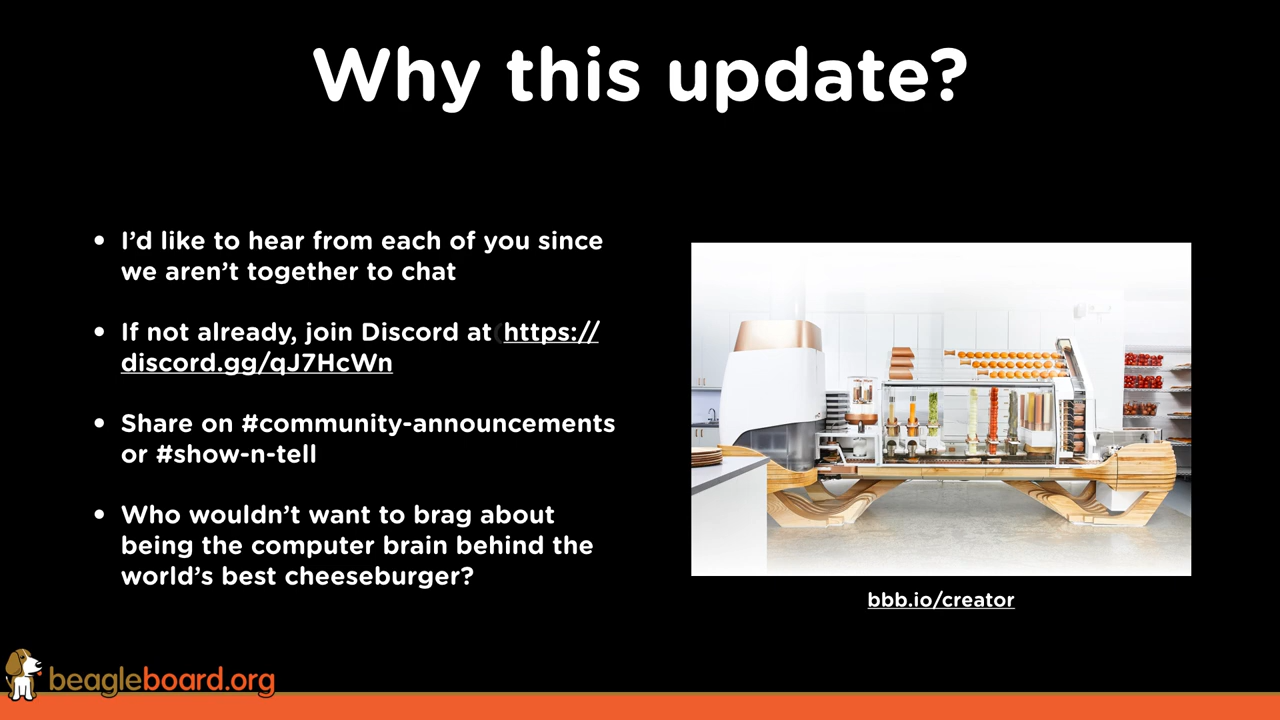 Why this update?
• I’d like to hear from each of you since
we aren’t together to chat
• If not already, join Discord at https://
discord.gg/qJ7HcWn
• Share on #community-announcements
or #show-n-tell
• Who wouldn’t want to brag about
being the computer brain behind the
world’s best cheeseburger?
bbb.io/creator
beagleboard.org